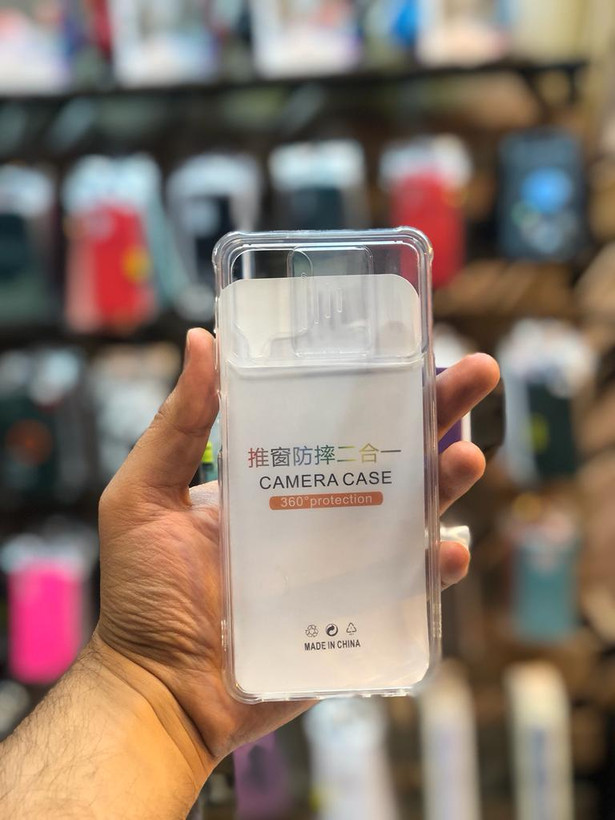 推窗防摔二合一
CAMERA CASE
360°protection
MADE IN CHINA